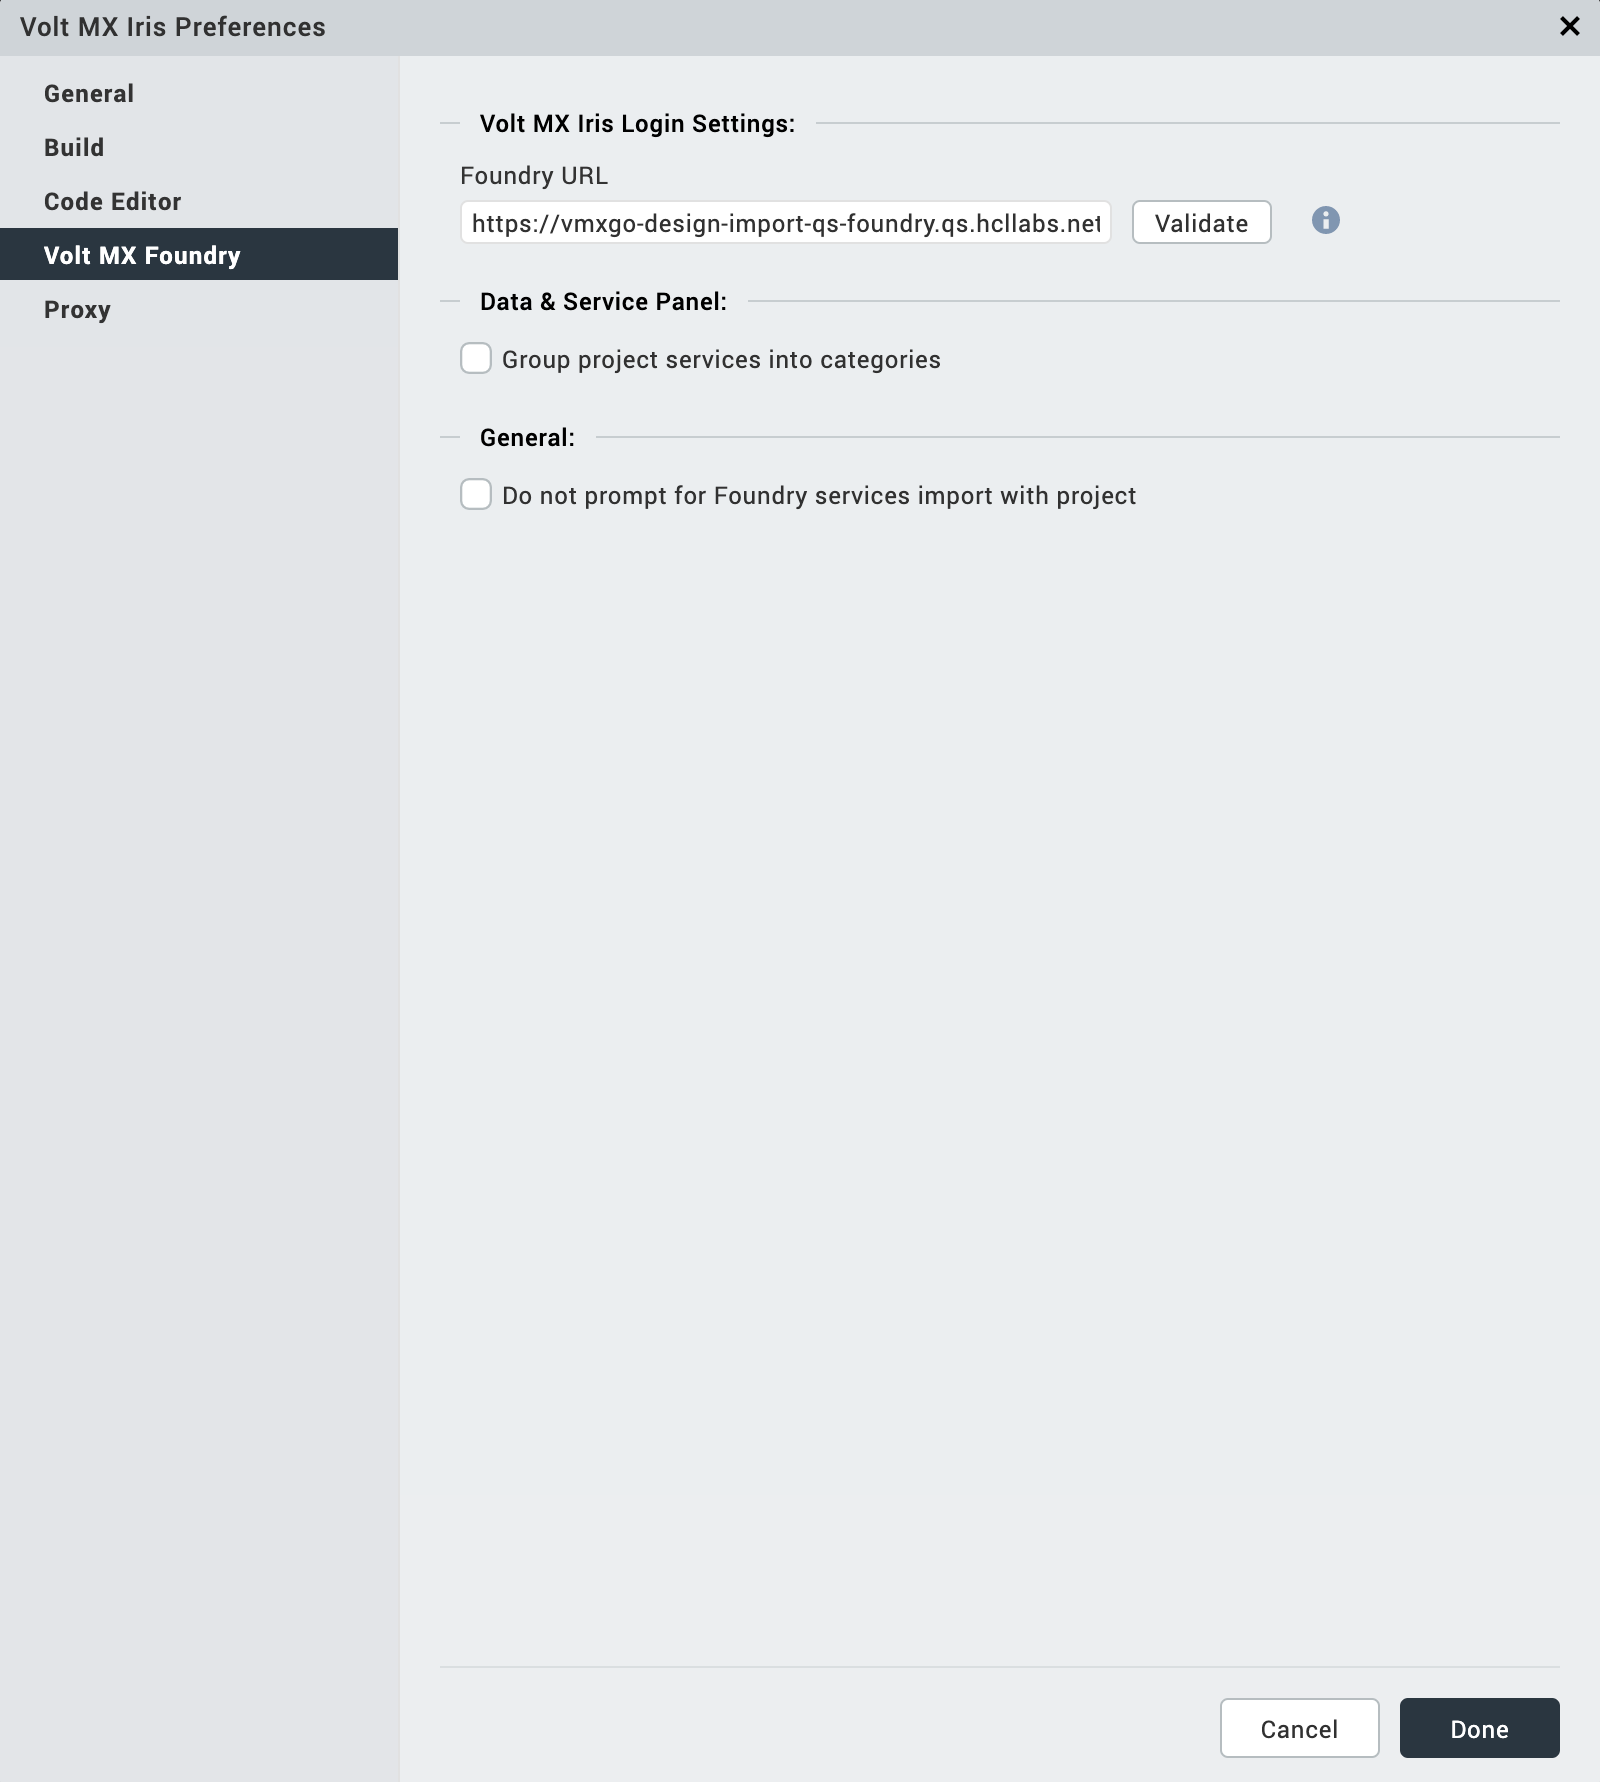 Volt MX Iris Preferences
General
Build
Code Editor
Volt MX Foundry
Proxy
Volt MX Iris Login Settings:
Foundry URL
https://vmxgo-design-import-qs-foundry.qs.hcllabs.net
Validate
Data & Service Panel:
Group project services into categories
General:
Do not prompt for Foundry services import with project
Cancel
Done